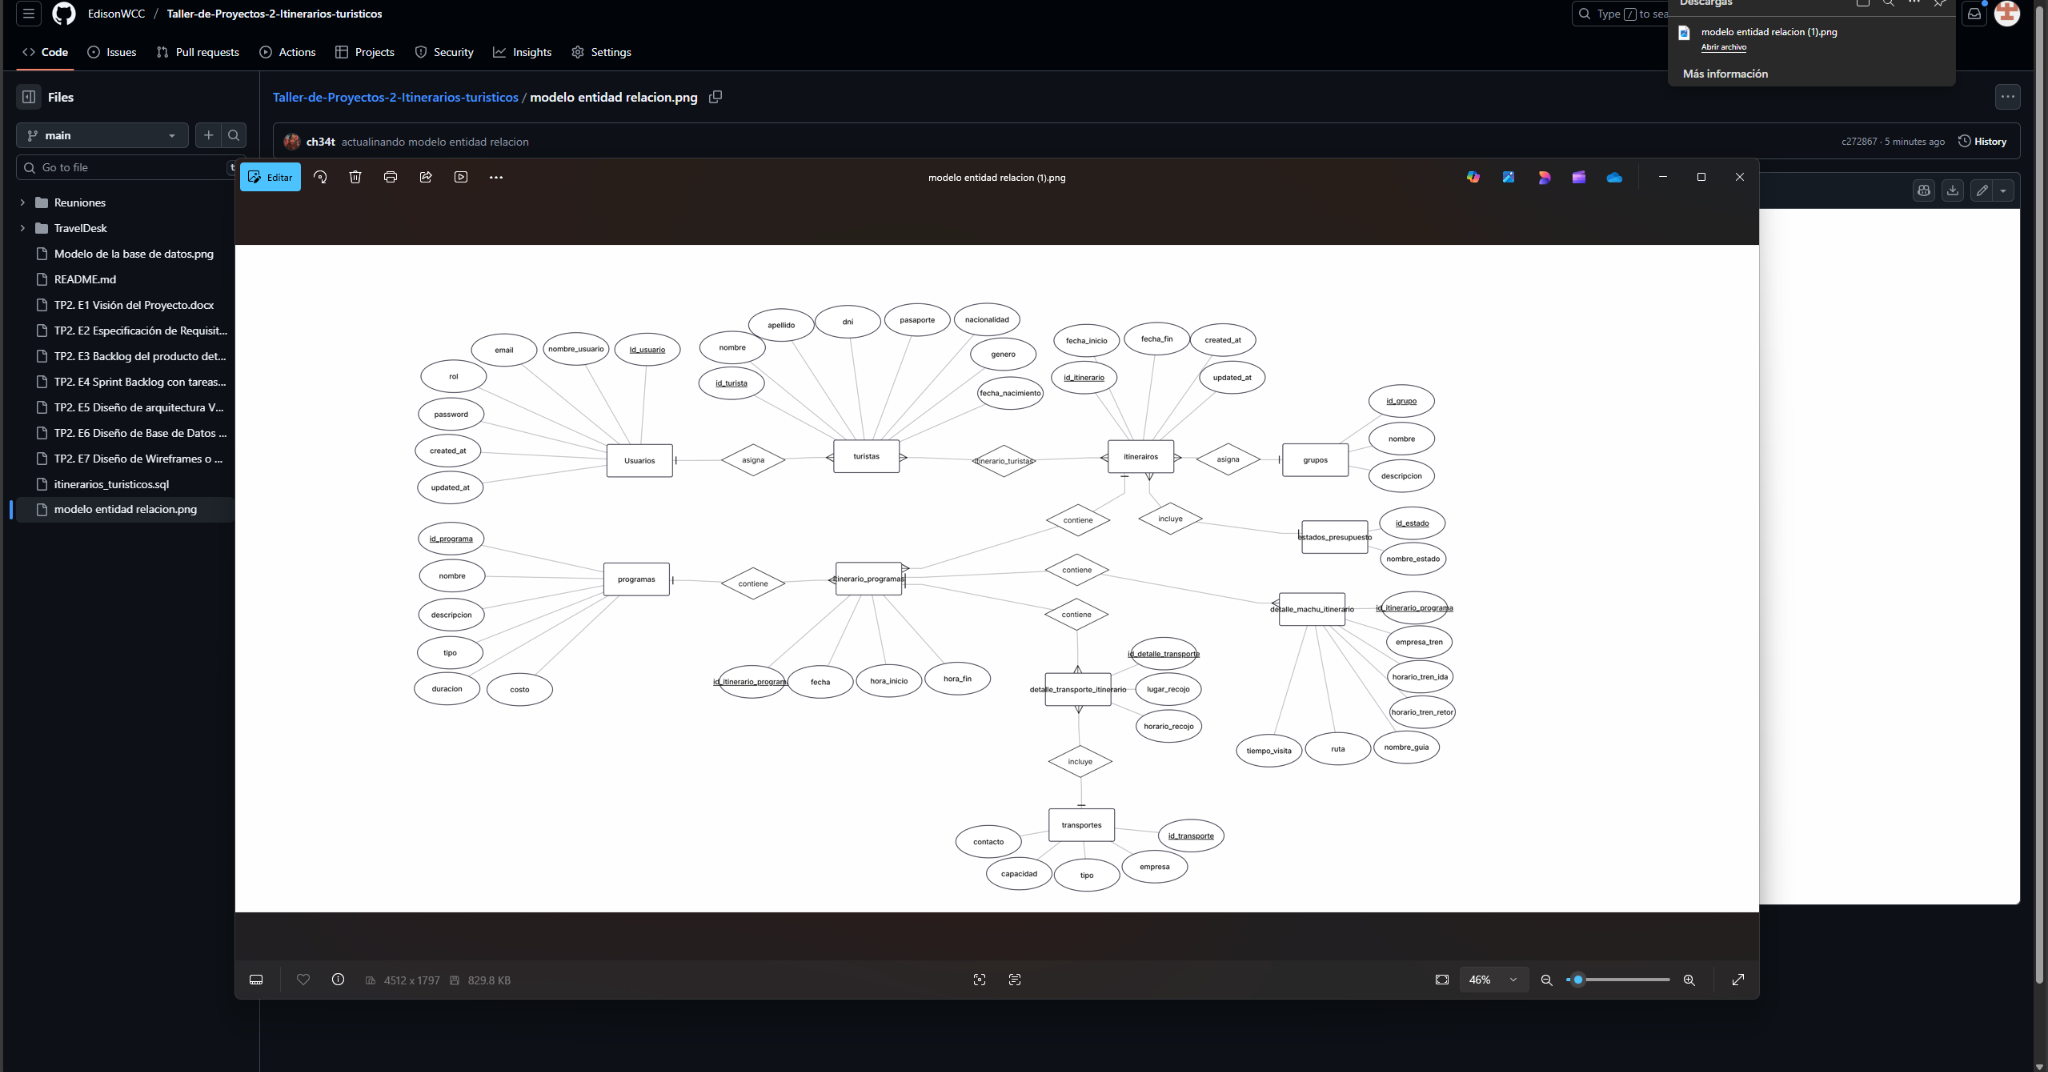 EdisonWCC / Taller-de-Proyectos-2-Itinerarios-turisticos
Type / to sea
Descargas
modelo entidad relacion (1).png
Abrir archivo
Más información
Code
Issues
Pull requests
Actions
Projects
Security
Insights
Settings
Files
Taller-de-Proyectos-2-Itinerarios-turisticos / modelo entidad relacion.png
main
ch34t actualinando modelo entidad relacion
c272867 · 5 minutes ago
History
Go to file
t
Reuniones
TravelDesk
Modelo de la base de datos.png
README.md
TP2. E1 Visión del Proyecto.docx
TP2. E2 Especificación de Requisit...
TP2. E3 Backlog del producto det...
TP2. E4 Sprint Backlog con tareas...
TP2. E5 Diseño de arquitectura V...
TP2. E6 Diseño de Base de Datos ...
TP2. E7 Diseño de Wireframes o ...
itinerarios_turisticos.sql
modelo entidad relacion.png
Editar
modelo entidad relacion (1).png
email
nombre_usuario
id_usuario
rol
password
created_at
updated_at
Usuarios
asigna
nombre
apellido
dni
pasaporte
nacionalidad
genero
fecha_nacimiento
id_turista
turistas
itinerario_turistas
fecha_inicio
fecha_fin
created_at
id_itinerario
updated_at
itinerairos
asigna
grupos
id_grupo
nombre
descripcion
contiene
incluye
estados_presupuesto
id_estado
nombre_estado
id_programa
nombre
descripcion
tipo
duracion
costo
programas
contiene
itinerario_programas
contiene
contiene
id_itinerario_programa
fecha
hora_inicio
hora_fin
detalle_machu_itinerario
id_itinerario_programa
empresa_tren
horario_tren_ida
horario_tren_retor
nombre_guia
ruta
tiempo_visita
detalle_transporte_itinerario
id_detalle_transporte
lugar_recojo
horario_recojo
incluye
transportes
contacto
capacidad
tipo
empresa
id_transporte
4512 x 1797
829.8 KB
46%